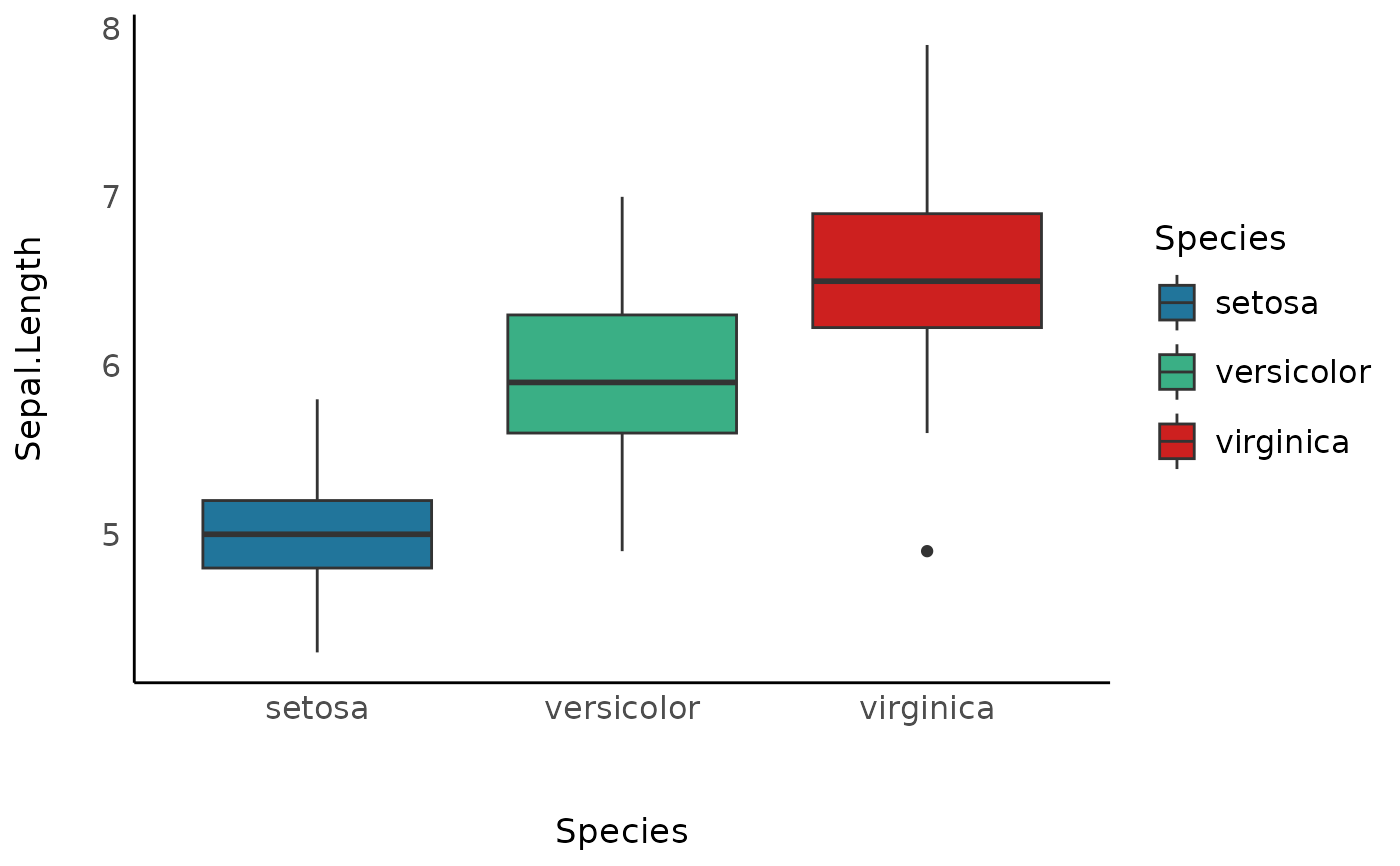 Sepal.Length
8
7
6
5
setosa
versicolor
virginica
Species
Species
setosa
versicolor
virginica